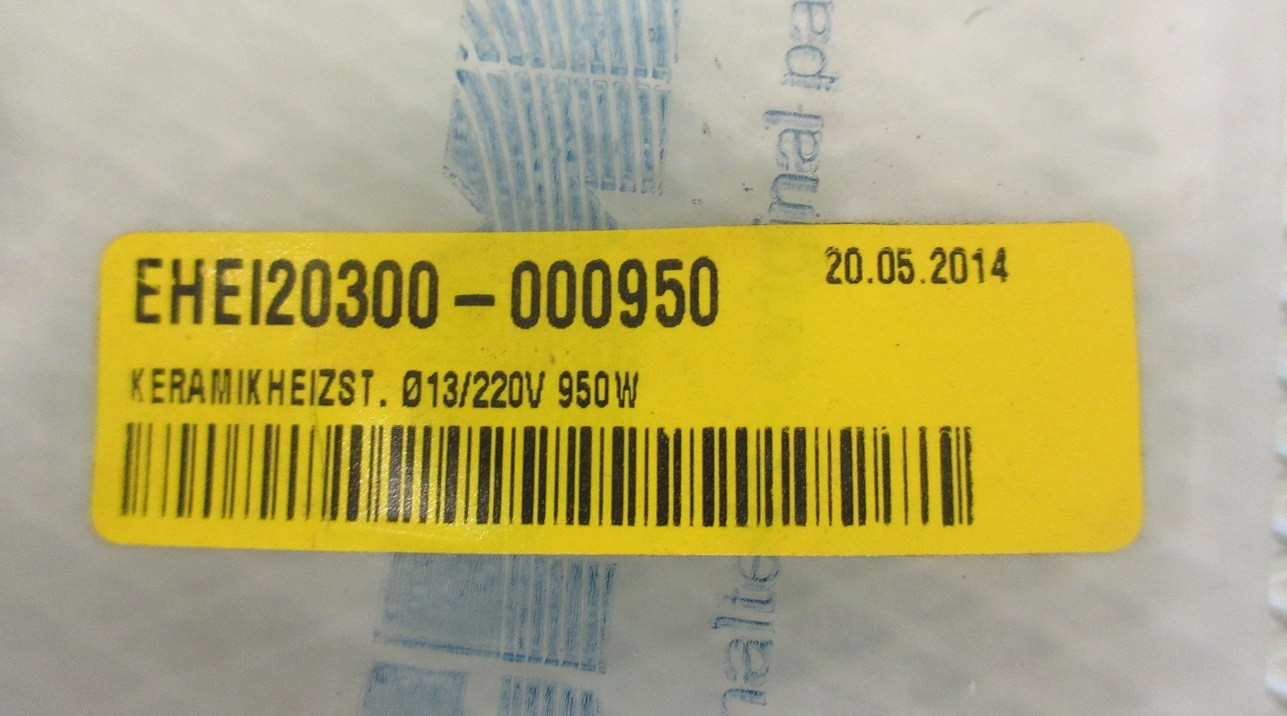 EHEI20300-000950
20.05.2014
KERAMIKHEIZST. Ø13/220V 950W